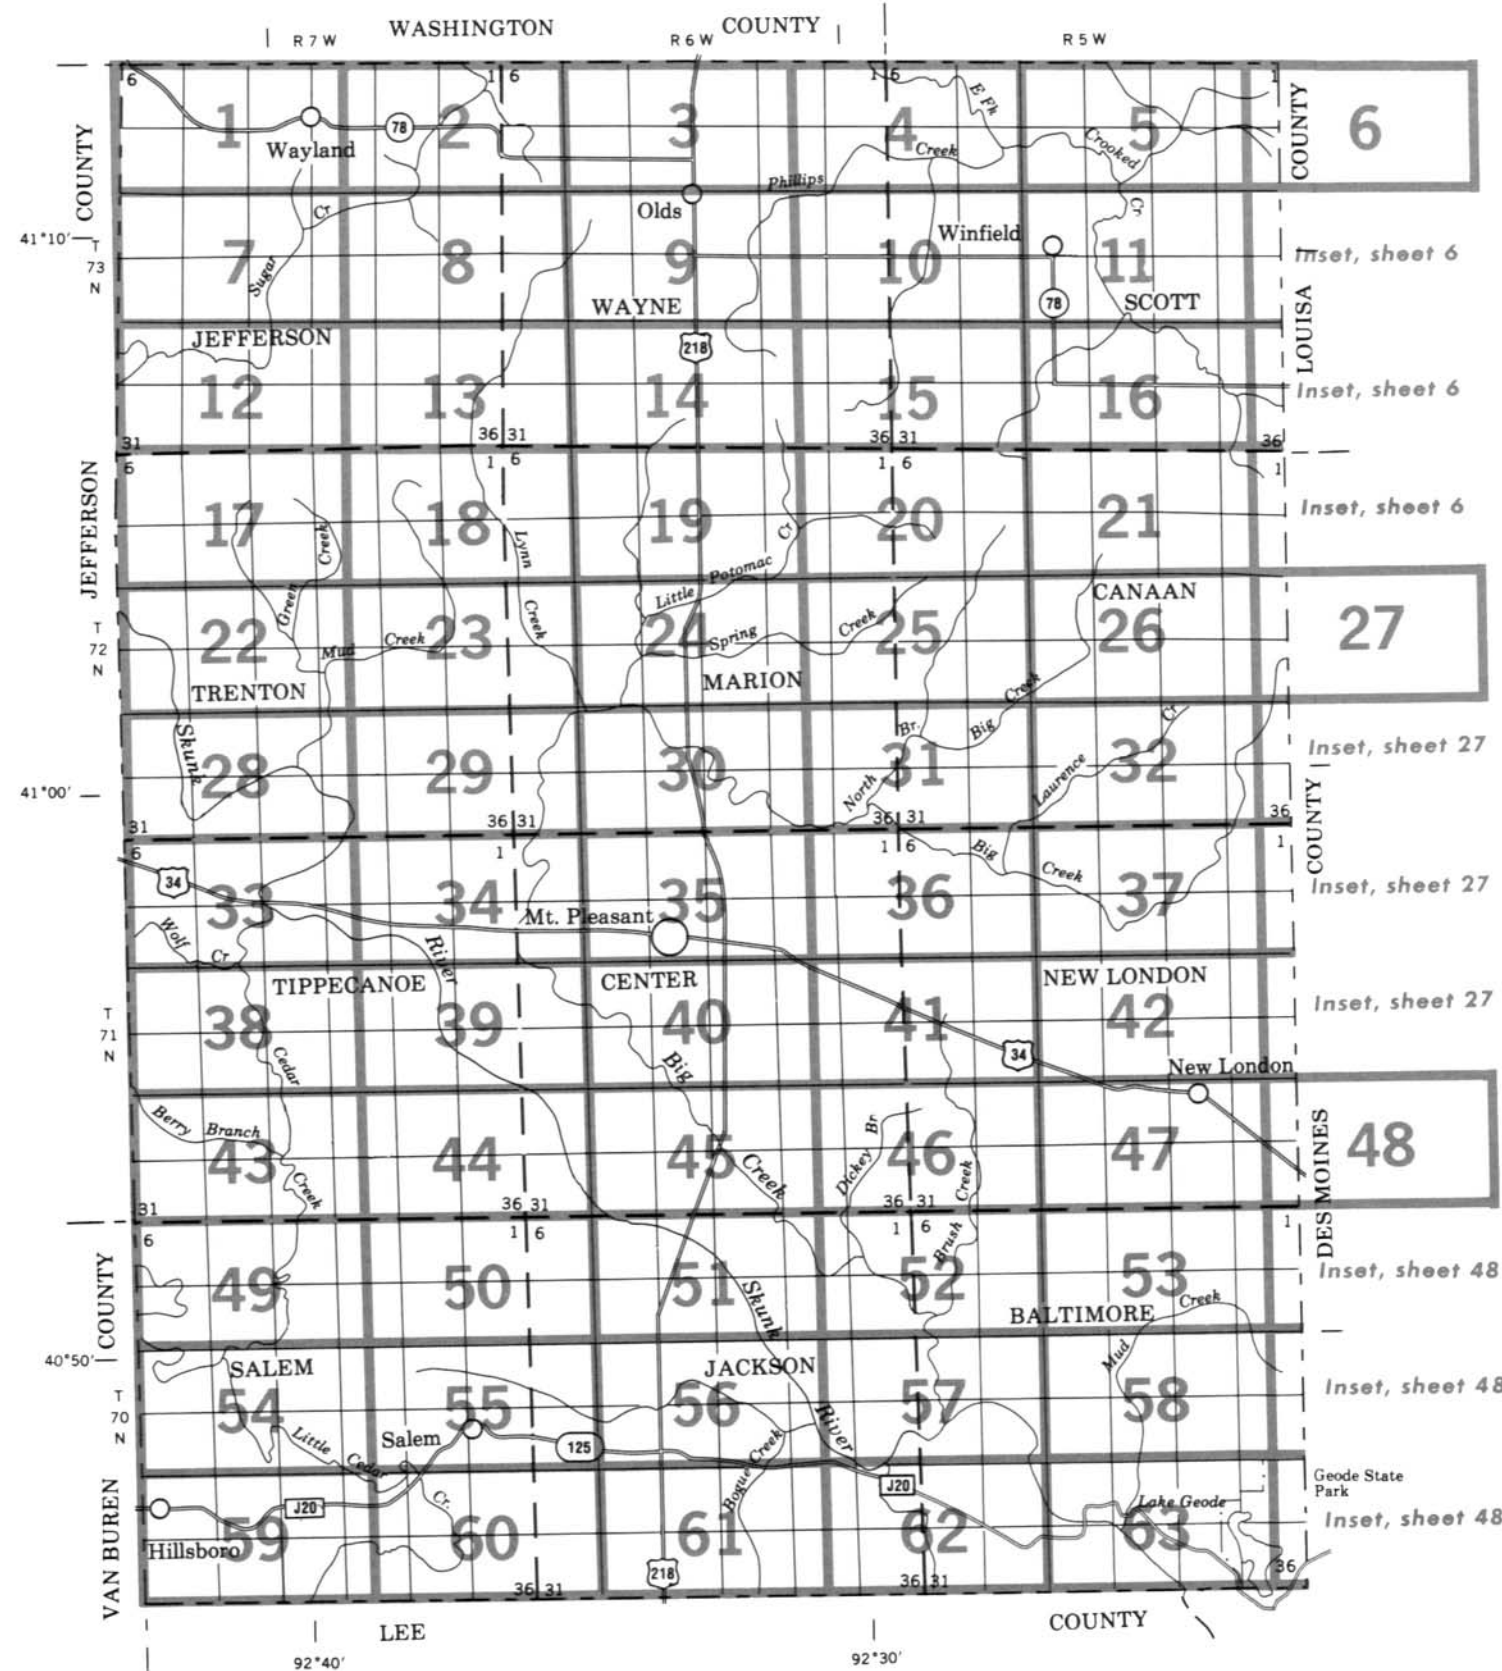 WASHINGTON COUNTY
R 7 W R 6 W R 5 W
6 1 6 1 6 1
COUNTY
1 2 3 4 5 6
78
E Fk
COUNTY
Wayland
Creek Crooked
Phillips
Cr Olds Cr
Winfield
41°10'
T
73
N
7 8 9 10 11 Inset, sheet 6
Sugar
WAYNE 78 SCOTT
JEFFERSON
218
LOUISA
12 13 14 15 16 Inset, sheet 6
31 36 31 36 31 36
6 1 6 1 6 1
JEFFERSON
17 18 19 20 21 Inset, sheet 6
Creek Lynn Cr
Green Little Potomac CANAAN
T
72
N
22 23 24 25 26 27
Mud Creek Creek Spring Creek
TRENTON MARION Creek
Skunk Br. Big Cr
28 29 30 31 32 Inset, sheet 27
41°00'
North Laurence
COUNTY
31 36 31 36 31 36
6 1 1 6 1
34 Big
33 34 35 36 37 Inset, sheet 27
Creek
Wolf Mt. Pleasant
Cr River
TIPPECANOE CENTER NEW LONDON
T
71
N
38 39 40 41 42 Inset, sheet 27
Cedar Big 34
New London
Berry Branch Dickey Br
43 44 45 46 47 48
Creek Creek Creek
DES MOINES
31 36 31 36 31
6 1 6 1 6 1
COUNTY
Brush
49 50 51 52 53 Inset, sheet 48
Skunk BALTIMORE Creek
40°50'
SALEM JACKSON Mud
T
70
N
54 55 56 57 58 Inset, sheet 48
Little Cedar Salem 125 River
Bogue Creek
VAN BUREN
J20 Cr. J20 Lake Geode
Geode State
Park
59 60 61 62 63 Inset, sheet 48
Hillsboro
218
36 31 36 31 36
LEE COUNTY
92°40' 92°30'